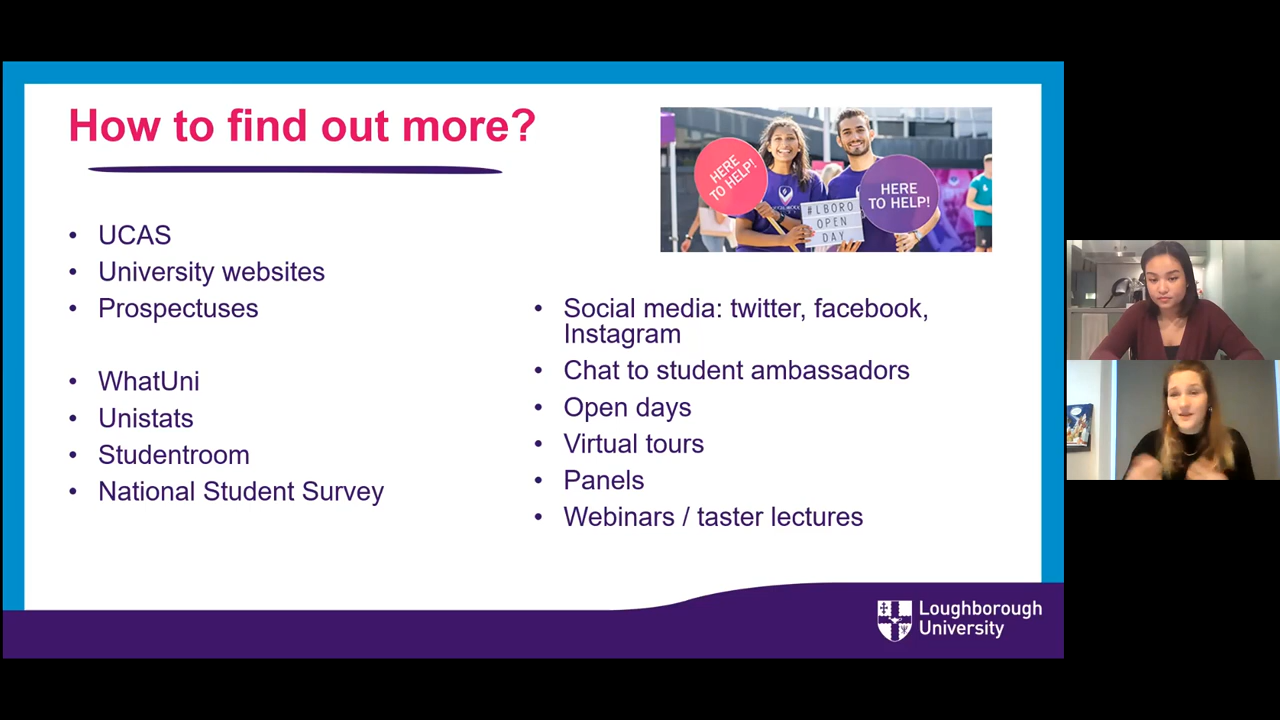 How to find out more?
HERE
TO HELP!
HERE
TO HELP!
#LBORO
OPEN
DAY
• UCAS
• University websites
• Prospectuses
• WhatUni
• Unistats
• Studentroom
• National Student Survey
• Social media: twitter, facebook,
Instagram
• Chat to student ambassadors
• Open days
• Virtual tours
• Panels
• Webinars / taster lectures
Loughborough
University